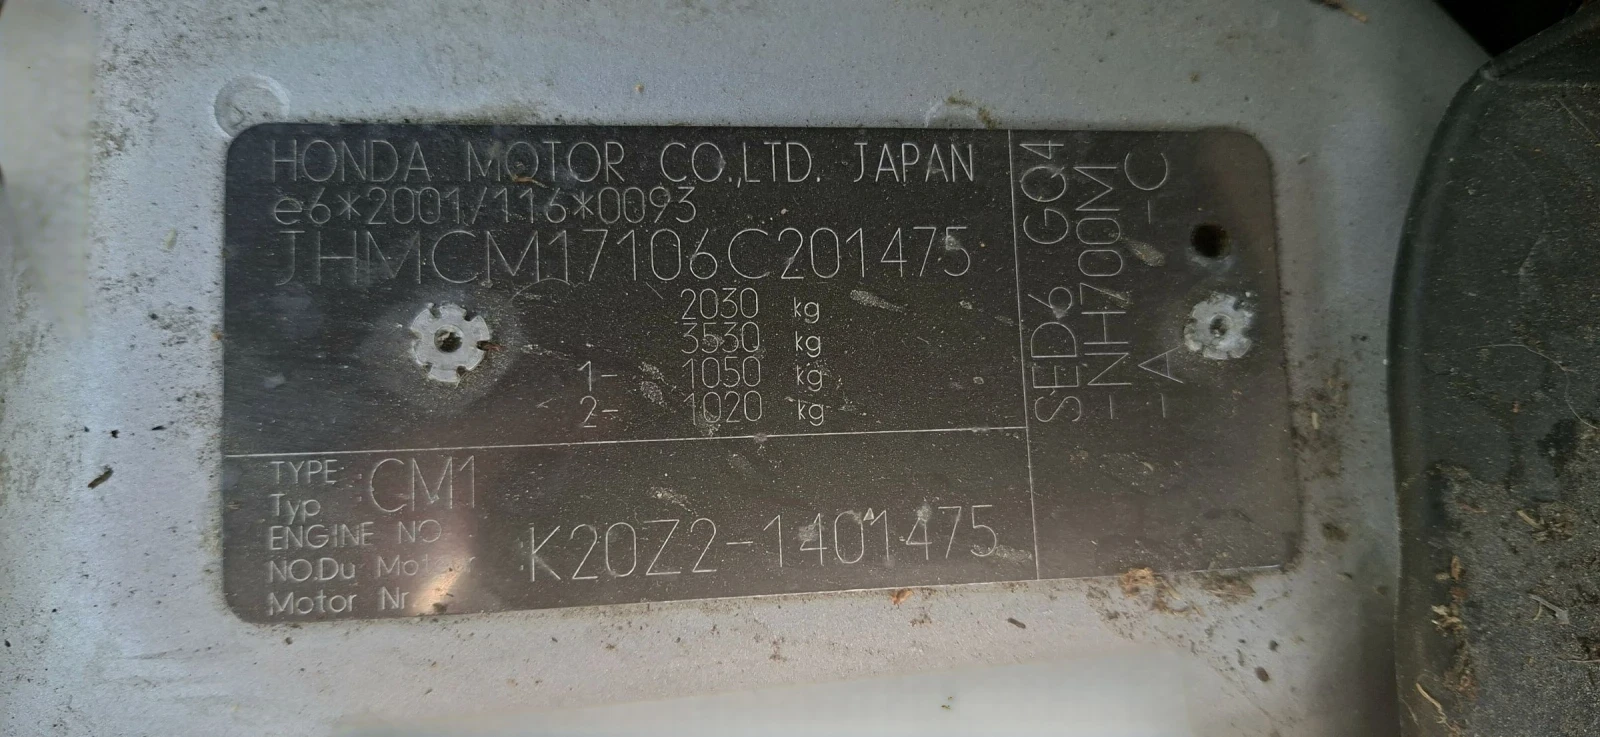 HONDA MOTOR CO.,LTD. JAPAN
e6*2001/116*0093
JHMCM17106C201475
2030 kg
3530 kg
1- 1050 kg
2- 1020 kg
TYPE
Typ : CM1
ENGINE NO
NO.Du Moteur
Motor Nr
K20Z2-1401475
SED6 GQ4
-NH700M
-A -C